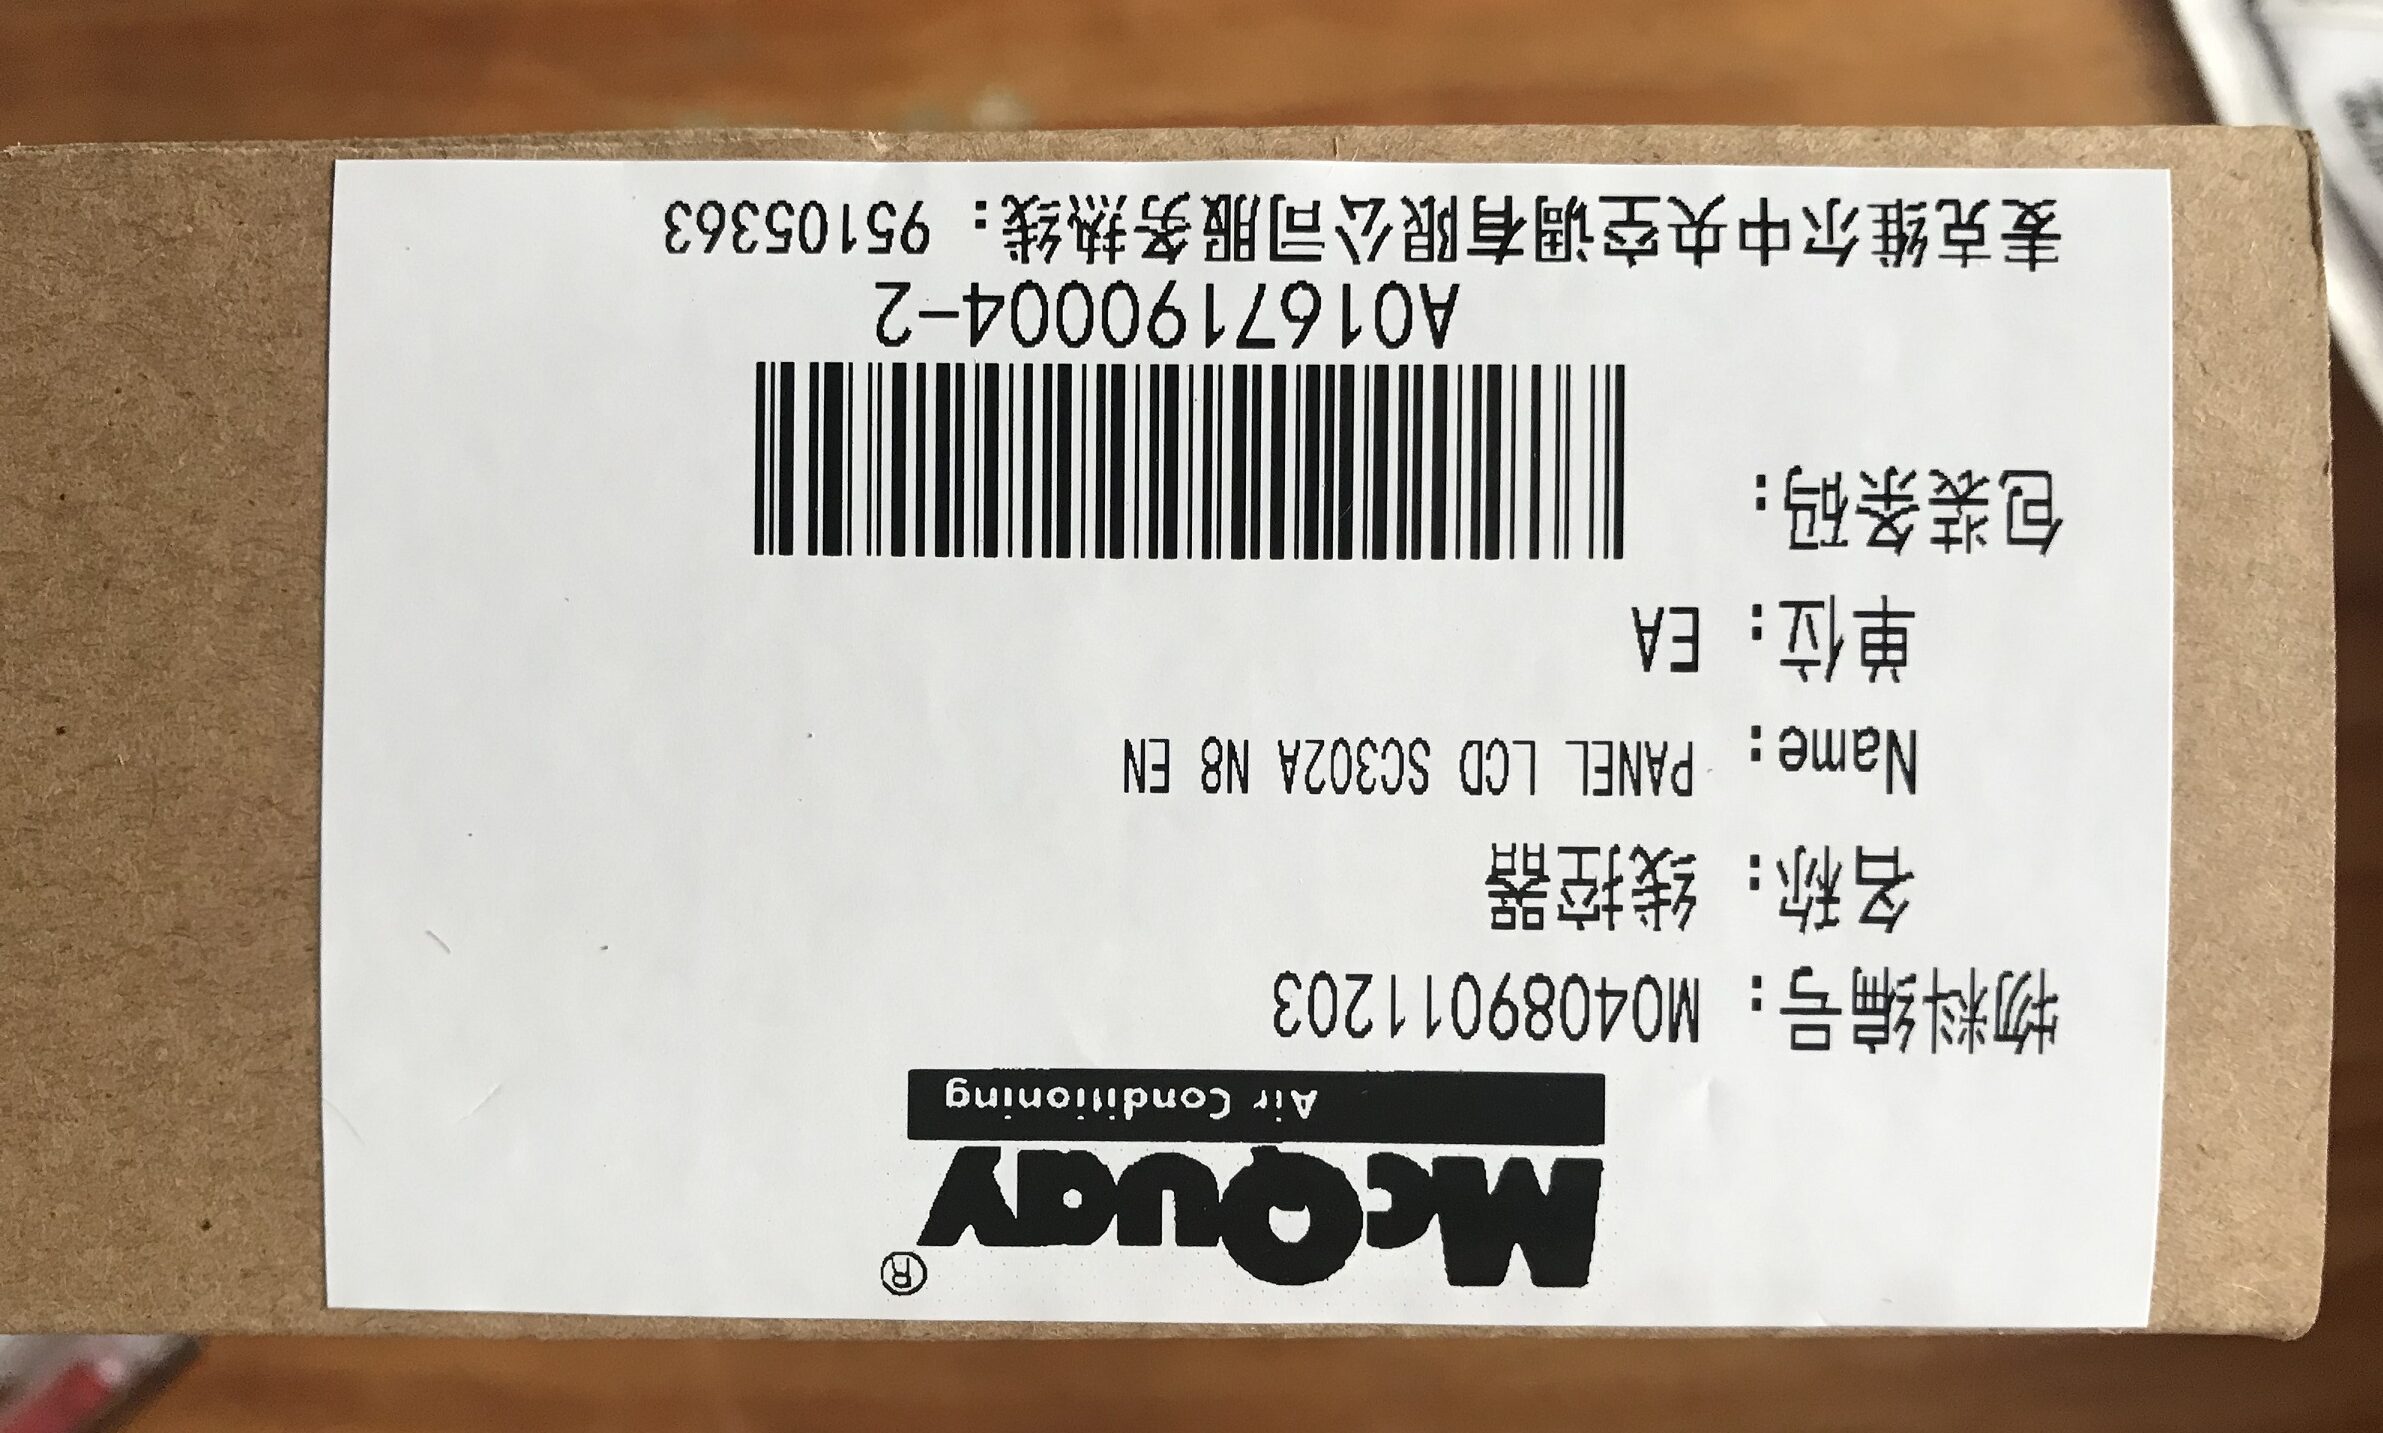 McQuay®
Air Conditioning
物料编号: M04089011203
名称: 线控器
Name: PANEL LCD SC302A N8 EN
单位: EA
包装条码:
A0167190004-2
麦克维尔中央空调有限公司服务热线: 95105363